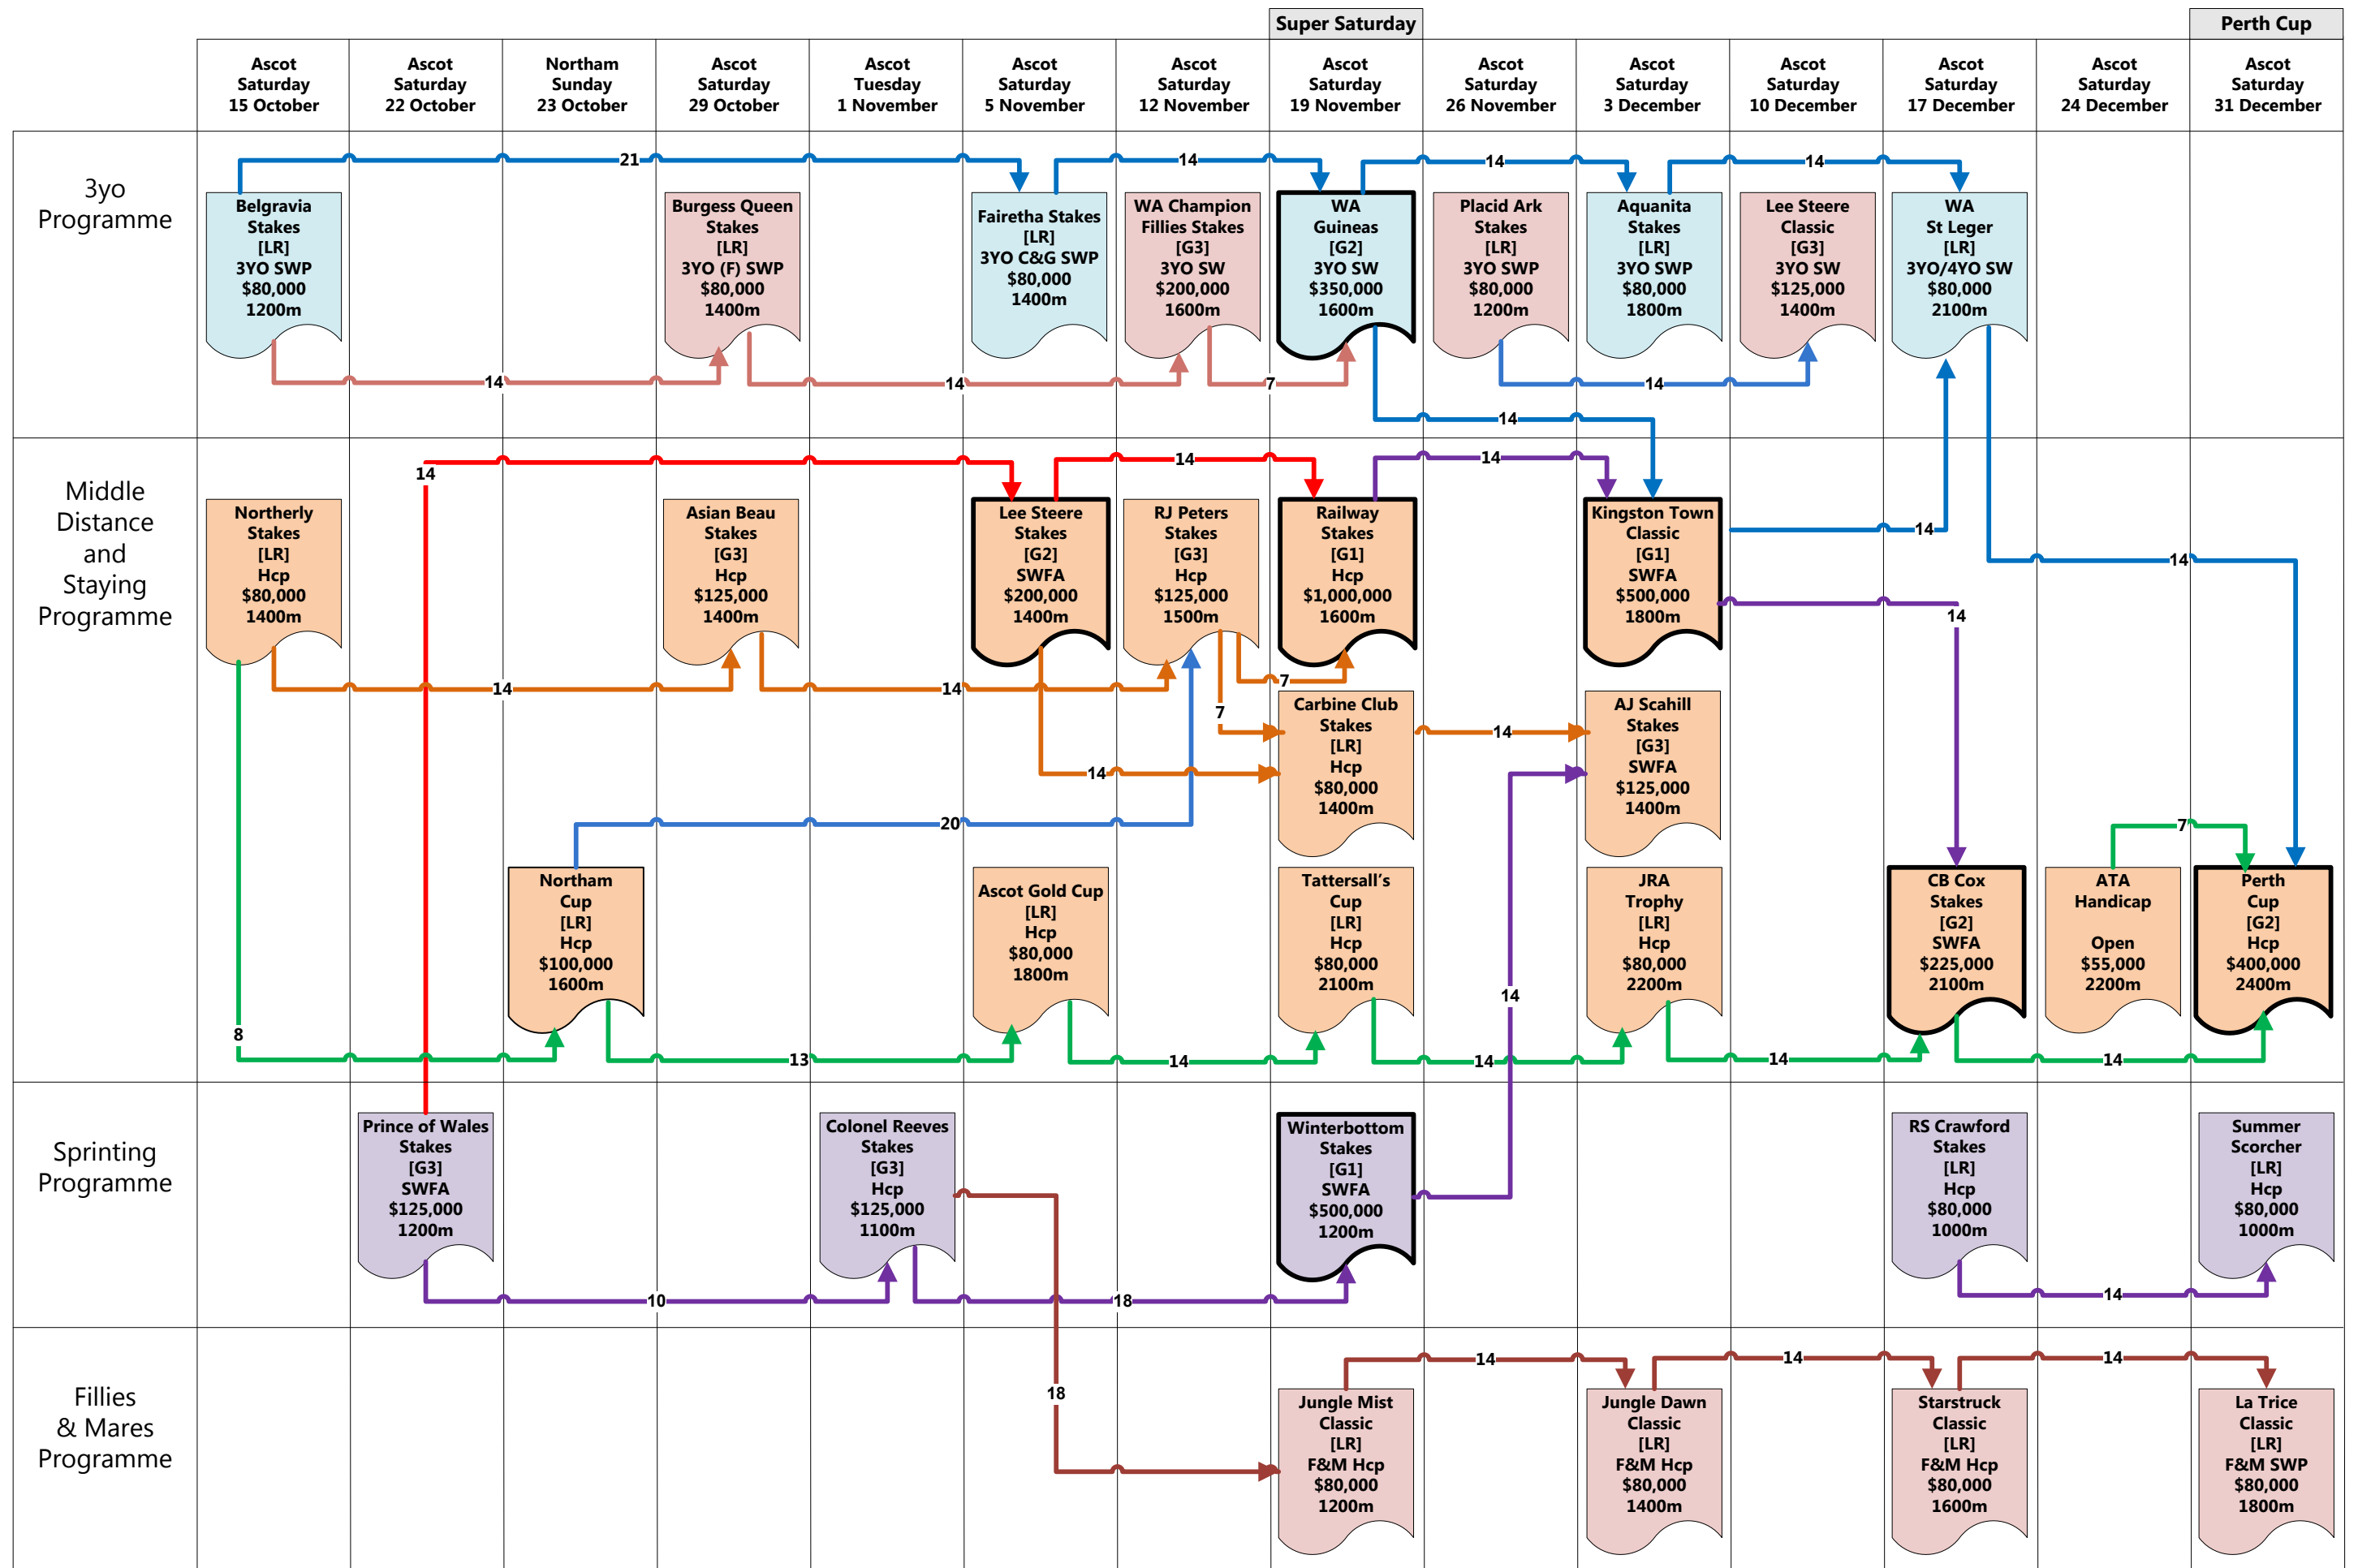 Super Saturday
Perth Cup
Ascot
Saturday
15 October
Ascot
Saturday
22 October
Northam
Sunday
23 October
Ascot
Saturday
29 October
Ascot
Tuesday
1 November
Ascot
Saturday
5 November
Ascot
Saturday
12 November
Ascot
Saturday
19 November
Ascot
Saturday
26 November
Ascot
Saturday
3 December
Ascot
Saturday
10 December
Ascot
Saturday
17 December
Ascot
Saturday
24 December
Ascot
Saturday
31 December
3yo
Programme
21
14
14
14
Belgravia
Stakes
[LR]
3YO SWP
$80,000
1200m
Burgess Queen
Stakes
[LR]
3YO (F) SWP
$80,000
1400m
Fairetha Stakes
[LR]
3YO C&G SWP
$80,000
1400m
WA Champion
Fillies Stakes
[G3]
3YO SW
$200,000
1600m
WA
Guineas
[G2]
3YO SW
$350,000
1600m
Placid Ark
Stakes
[LR]
3YO SWP
$80,000
1200m
Aquanita
Stakes
[LR]
3YO SWP
$80,000
1800m
Lee Steere
Classic
[G3]
3YO SW
$125,000
1400m
WA
St Leger
[LR]
3YO/4YO SW
$80,000
2100m
14
14
7
14
14
Middle
Distance
and
Staying
Programme
14
14
14
Northerly
Stakes
[LR]
Hcp
$80,000
1400m
Asian Beau
Stakes
[G3]
Hcp
$125,000
1400m
Lee Steere
Stakes
[G2]
SWFA
$200,000
1400m
RJ Peters
Stakes
[G3]
Hcp
$125,000
1500m
Railway
Stakes
[G1]
Hcp
$1,000,000
1600m
Kingston Town
Classic
[G1]
SWFA
$500,000
1800m
14
14
14
14
14
7
7
14
14
Carbine Club
Stakes
[LR]
Hcp
$80,000
1400m
AJ Scahill
Stakes
[G3]
SWFA
$125,000
1400m
20
7
Northam
Cup
[LR]
Hcp
$100,000
1600m
Ascot Gold Cup
[LR]
Hcp
$80,000
1800m
Tattersall's
Cup
[LR]
Hcp
$80,000
2100m
JRA
Trophy
[LR]
Hcp
$80,000
2200m
CB Cox
Stakes
[G2]
SWFA
$225,000
2100m
ATA
Handicap
Open
$55,000
2200m
Perth
Cup
[G2]
Hcp
$400,000
2400m
14
8
13
14
14
14
14
Sprinting
Programme
Prince of Wales
Stakes
[G3]
SWFA
$125,000
1200m
Colonel Reeves
Stakes
[G3]
Hcp
$125,000
1100m
Winterbottom
Stakes
[G1]
SWFA
$500,000
1200m
RS Crawford
Stakes
[LR]
Hcp
$80,000
1000m
Summer
Scorcher
[LR]
Hcp
$80,000
1000m
10
18
14
Fillies
& Mares
Programme
18
14
14
14
Jungle Mist
Classic
[LR]
F&M Hcp
$80,000
1200m
Jungle Dawn
Classic
[LR]
F&M Hcp
$80,000
1400m
Starstruck
Classic
[LR]
F&M Hcp
$80,000
1600m
La Trice
Classic
[LR]
F&M SWP
$80,000
1800m